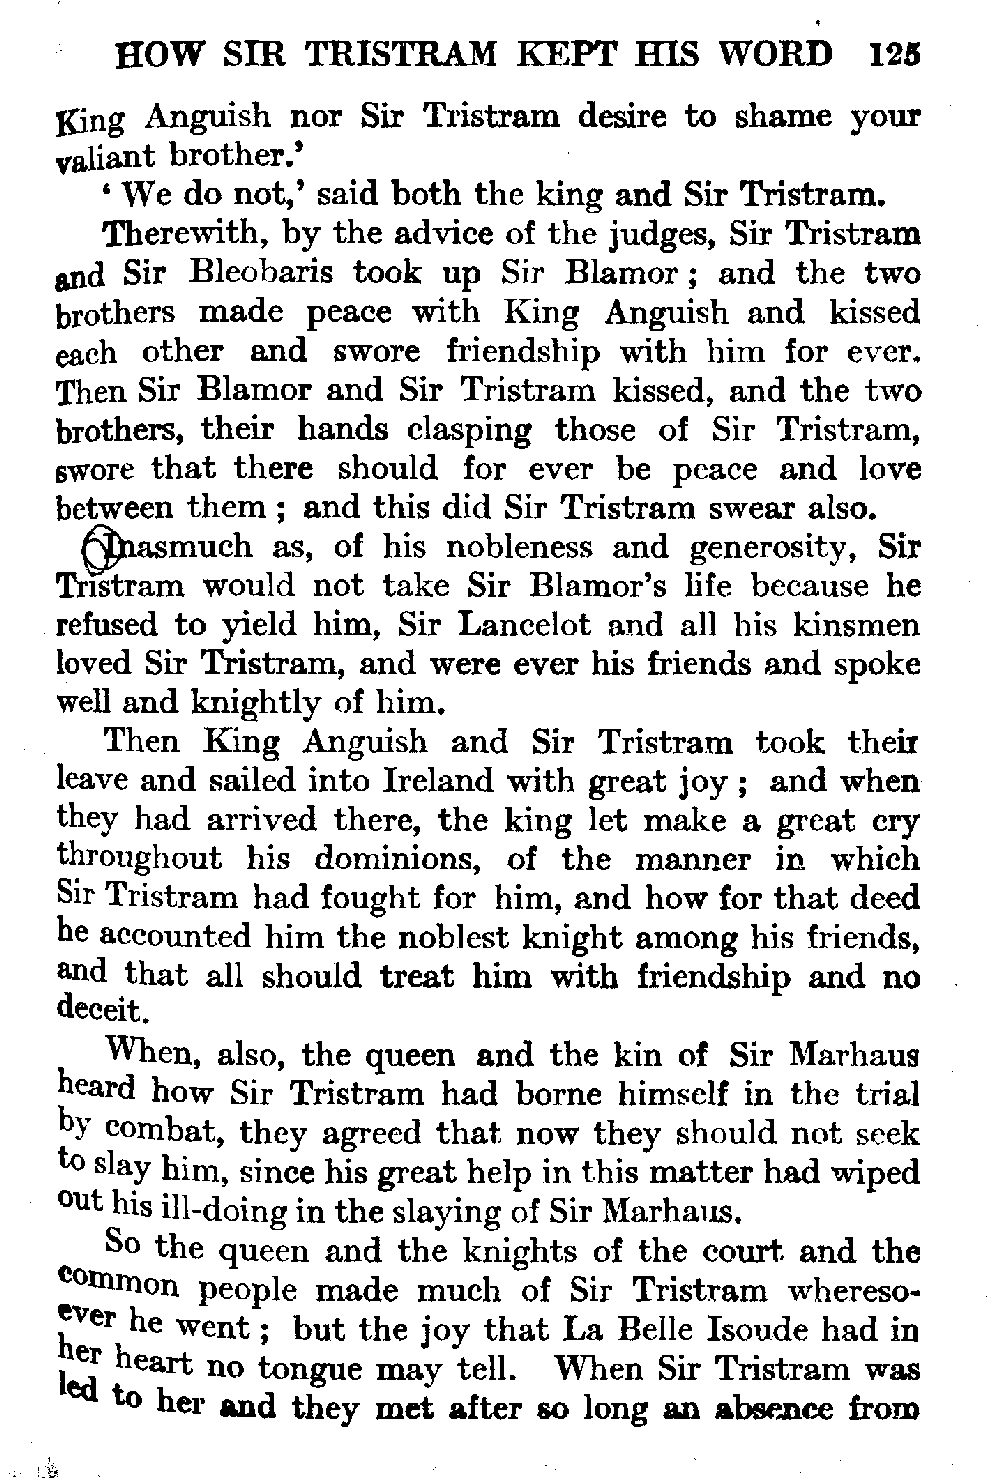 HOW SIR TRISTRAM KEPT HIS WORD 125
King Anguish nor Sir Tristram desire to shame your
valiant brother.’
‘ We do not,’ said both the king and Sir Tristram.
Therewith, by the advice of the judges, Sir Tristram
and Sir Bleobaris took up Sir Blamor ; and the two
brothers made peace with King Anguish and kissed
each other and swore friendship with him for ever.
Then Sir Blamor and Sir Tristram kissed, and the two
brothers, their hands clasping those of Sir Tristram,
swore that there should for ever be peace and love
between them ; and this did Sir Tristram swear also.
Inasmuch as, of his nobleness and generosity, Sir
Tristram would not take Sir Blamor’s life because he
refused to yield him, Sir Lancelot and all his kinsmen
loved Sir Tristram, and were ever his friends and spoke
well and knightly of him.
Then King Anguish and Sir Tristram took their
leave and sailed into Ireland with great joy ; and when
they had arrived there, the king let make a great cry
throughout his dominions, of the manner in which
Sir Tristram had fought for him, and how for that deed
he accounted him the noblest knight among his friends,
and that all should treat him with friendship and no
deceit.
When, also, the queen and the kin of Sir Marhaus
heard how Sir Tristram had borne himself in the trial
by combat, they agreed that now they should not seek
to slay him, since his great help in this matter had wiped
out his ill-doing in the slaying of Sir Marhaus.
So the queen and the knights of the court and the
common people made much of Sir Tristram whereso-
ever he went ; but the joy that La Belle Isoude had in
her heart no tongue may tell. When Sir Tristram was
led to her and they met after so long an absence from